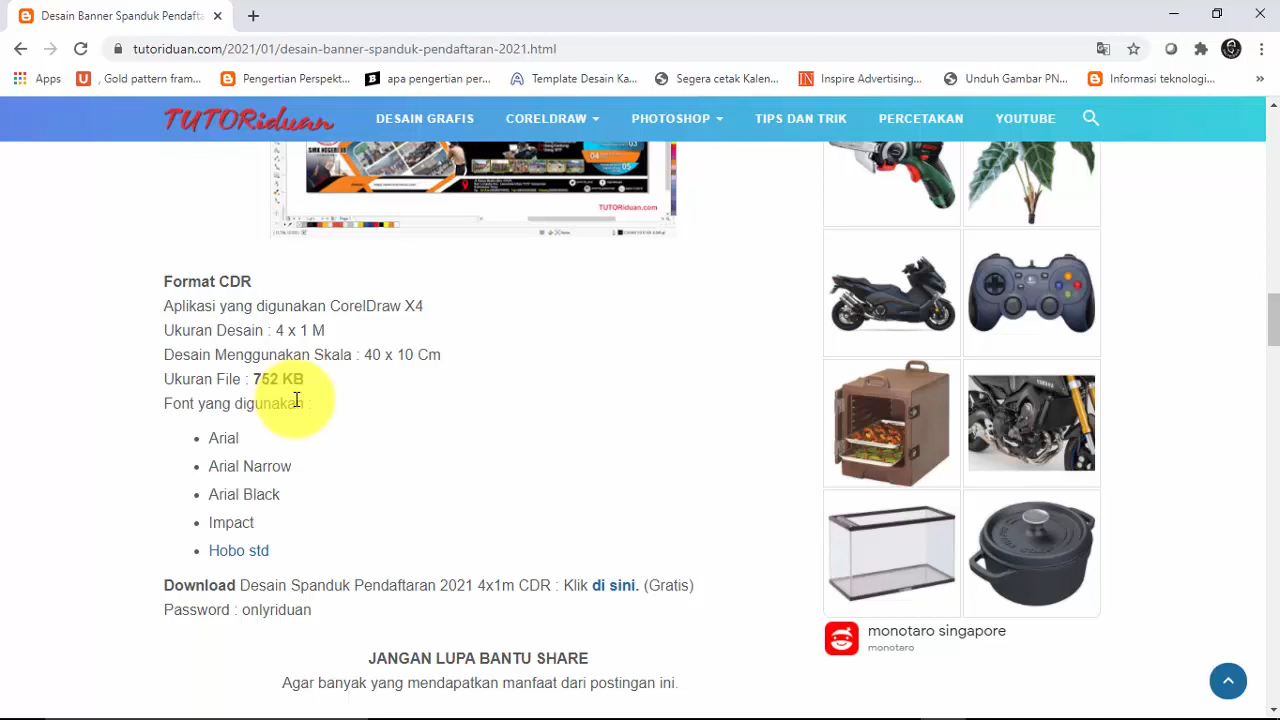 Desain Banner Spanduk Pendafta
tutoriduan.com/2021/01/desain-banner-spanduk-pendaftaran-2021.html
Apps
, Gold pattern fram...
Pengertian Perspekt...
apa pengertian per...
Template Desain Ka...
Segera Cetak Kalen...
Inspire Advertising...
Unduh Gambar PN...
Informasi teknologi...
TUTORiduan
DESAIN GRAFIS
CORELDRAW
PHOTOSHOP
TIPS DAN TRIK
PERCETAKAN
YOUTUBE
03
04
05
TUTORiduan.com
Format CDR
Aplikasi yang digunakan CorelDraw X4
Ukuran Desain : 4 x 1 M
Desain Menggunakan Skala : 40 x 10 Cm
Ukuran File : 752 KB
Font yang digunakan :
Arial
Arial Narrow
Arial Black
Impact
Hobo std
Download Desain Spanduk Pendaftaran 2021 4x1m CDR : Klik di sini. (Gratis)
Password : onlyriduan
JANGAN LUPA BANTU SHARE
Agar banyak yang mendapatkan manfaat dari postingan ini.
monotaro singapore
monotaro